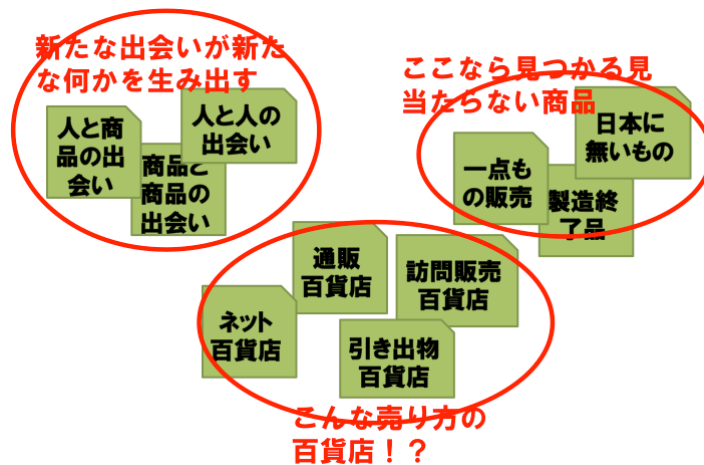 新たな出会いが新た
な何かを生み出す
人と商
品の出
会い
商品と
商品の
出会い
人と人の
出会い
ここなら見つかる見
当たらない商品
一点も
の販売
製造終
了品
日本に
無いもの
ネット
百貨店
通販
百貨店
引き出物
百貨店
訪問販売
百貨店
こんな売り方の
百貨店!?